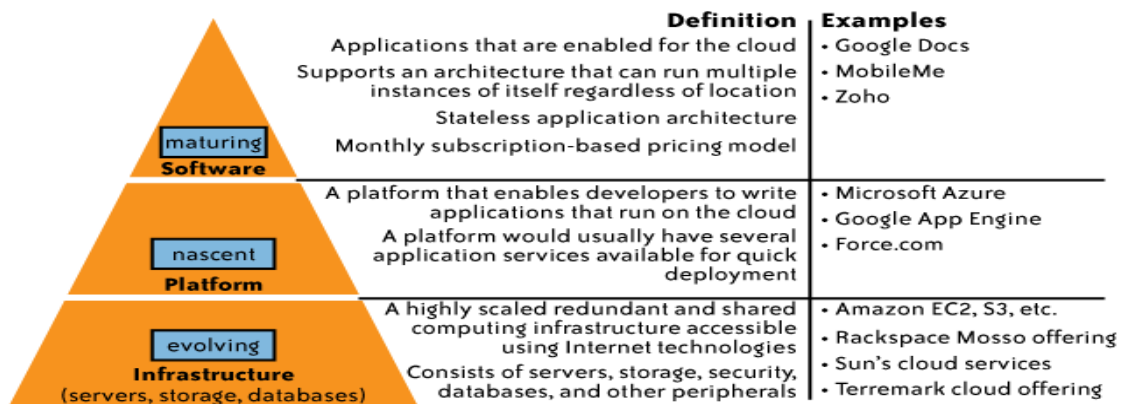 Definition
Examples
Applications that are enabled for the cloud
Supports an architecture that can run multiple
instances of itself regardless of location
Stateless application architecture
Monthly subscription-based pricing model
• Google Docs
• MobileMe
• Zoho
maturing
Software
A platform that enables developers to write
applications that run on the cloud
A platform would usually have several
application services available for quick
deployment
• Microsoft Azure
• Google App Engine
• Force.com
nascent
Platform
A highly scaled redundant and shared
computing infrastructure accessible
using Internet technologies
Consists of servers, storage, security,
databases, and other peripherals
• Amazon EC2, S3, etc.
• Rackspace Mosso offering
• Sun's cloud services
• Terremark cloud offering
evolving
Infrastructure
(servers, storage, databases)